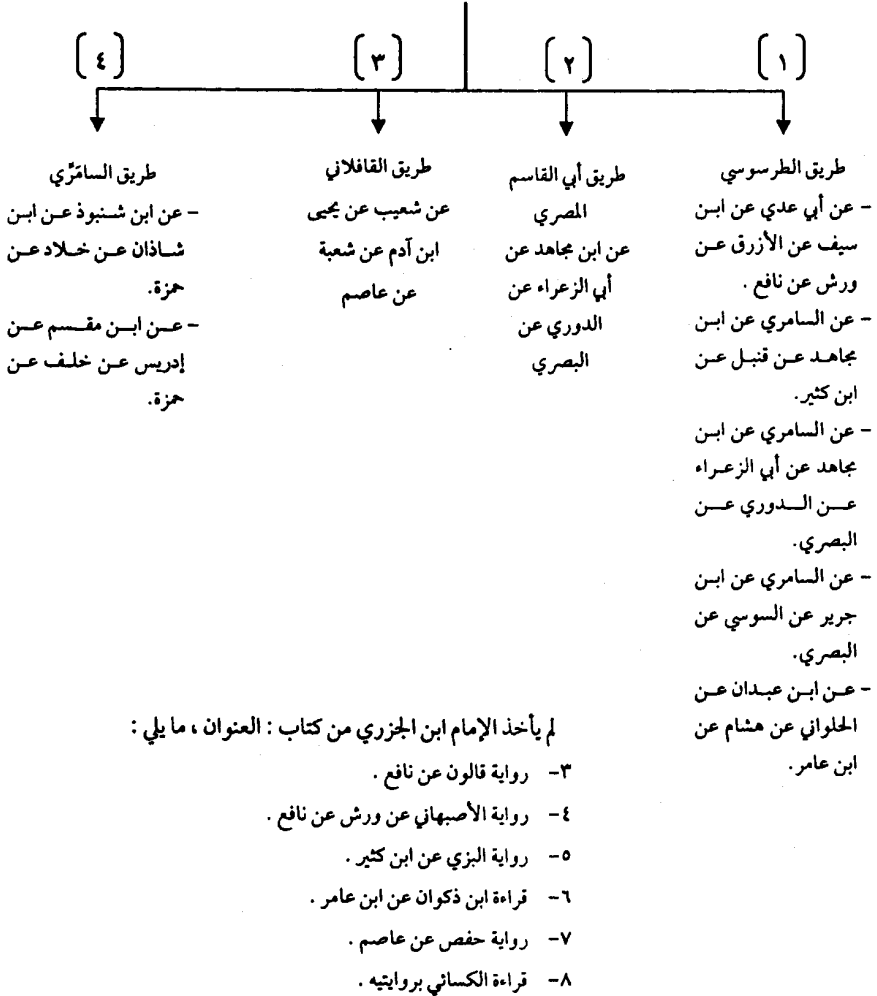 (١)
طريق الطرسوسي
- عن أبي عدي عن ابن
سيف عن الأزرق عن
ورش عن نافع .
- عن السامري عن ابن
مجاهد عن قنبل عن
ابن كثير.
- عن السامري عن ابن
مجاهد عن أبي الزعراء
عن الدوري عن
البصري.
- عن السامري عن ابن
جرير عن السوسي عن
البصري.
- عن ابن عبدان عن
الحلواني عن هشام عن
ابن عامر.
(٢)
طريق أبي القاسم
المصري
عن ابن مجاهد عن
أبي الزعراء عن
الدوري عن
البصري
(٣)
طريق القافلاني
عن شعيب عن يحيى
ابن آدم عن شعبة
عن عاصم
(٤)
طريق السامَرِّي
- عن ابن شنبوذ عن ابن
شاذان عن خلاد عن
حمزة.
- عن ابن مقسم عن
إدريس عن خلف عن
حمزة.
لم يأخذ الإمام ابن الجزري من كتاب : العنوان ، ما يلي :
٣- رواية قالون عن نافع .
٤- رواية الأصبهاني عن ورش عن نافع .
٥- رواية البزي عن ابن كثير .
٦- قراءة ابن ذكوان عن ابن عامر .
٧- رواية حفص عن عاصم .
٨- قراءة الكسائي بروايتيه .